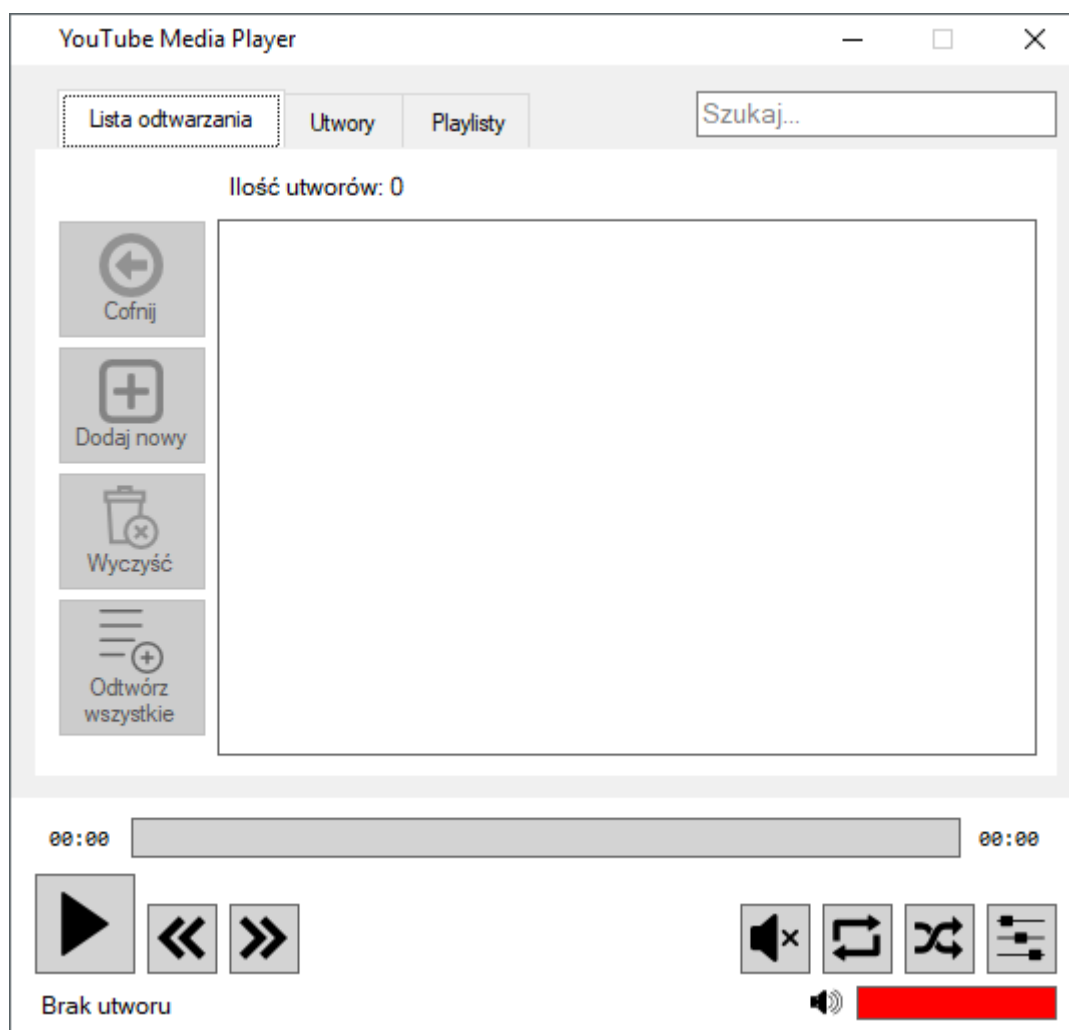 YouTube Media Player
Lista odtwarzania
Utwory
Playlisty
Szukaj...
Ilość utworów: 0
Cofnij
Dodaj nowy
Wyczyść
Odtwórz
wszystkie
00:00
00:00
Brak utworu